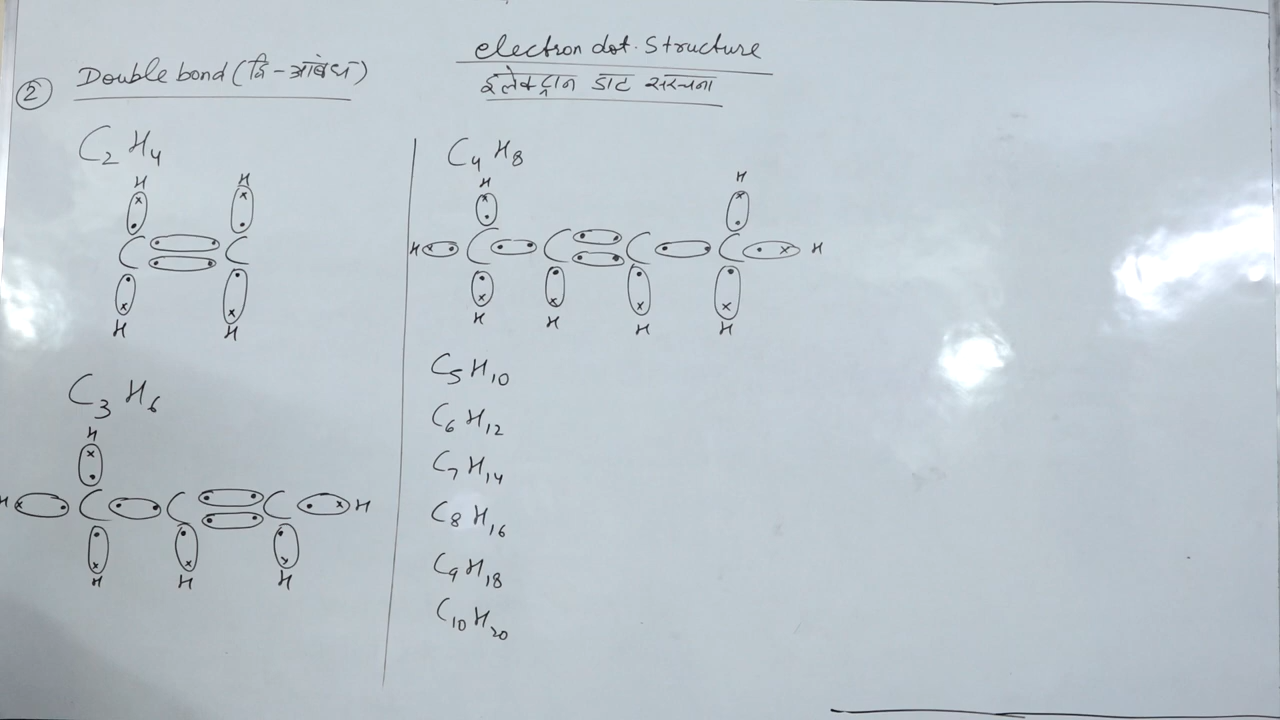 electron dot. Structure
इलेक्ट्रान डाट संरचना
② Double bond (द्वि-आबंध)
C₂H₄
H H
C C
H H
C₃H₆
H
H C C C H
H H H
C₄H₈
H H
H C C C C H
H H H H
C₅H₁₀
C₆H₁₂
C₇H₁₄
C₈H₁₆
C₉H₁₈
C₁₀H₂₀